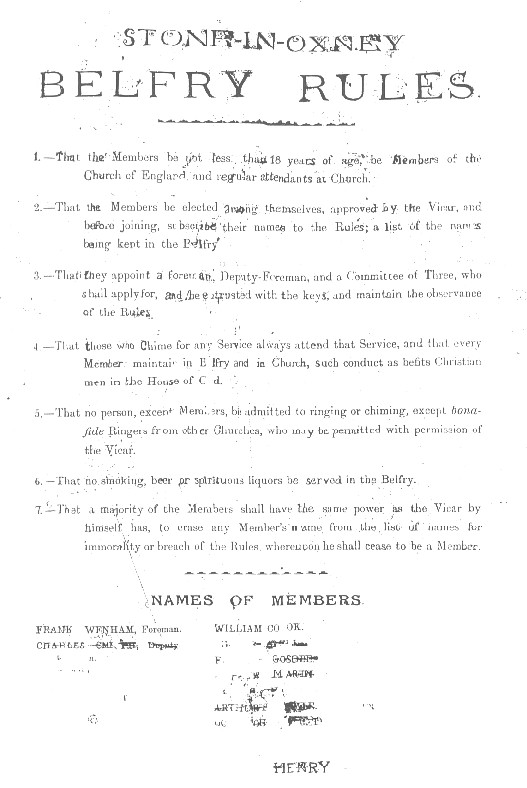 STONE-IN-OXNEY
BELFRY RULES.
1.—That the Members be not less than 18 years of age, be Members of the
Church of England, and regular attendants at Church.
2.—That the Members be elected among themselves, approved by the Vicar, and
before joining, subscribe their names to the Rules; a list of the names
being kept in the Belfry
3.—That they appoint a foreman, Deputy-Foreman, and a Committee of Three, who
shall apply for, and be entrusted with the keys, and maintain the observance
of the Rules.
4—That those who Chime for any Service always attend that Service, and that every
Member maintain in Belfry and in Church, such conduct as befits Christian
men in the House of God.
5,—That no person, except Members, be admitted to ringing or chiming, except bona-
fide Ringers from other Churches, who may be permitted with permission of
the Vicar.
6.—That no smoking, beer or spirituous liquors be served in the Belfry.
7.—That a majority of the Members shall have the same power as the Vicar by
himself has, to erase any Member's name from the list of names for
immorality or breach of the Rules, whereupon he shall cease to be a Member.
NAMES OF MEMBERS.
FRANK WENHAM, Foreman.
CHARLES Deputy
WILLIAM
F.
MARTIN
ARTHUR
HENRY